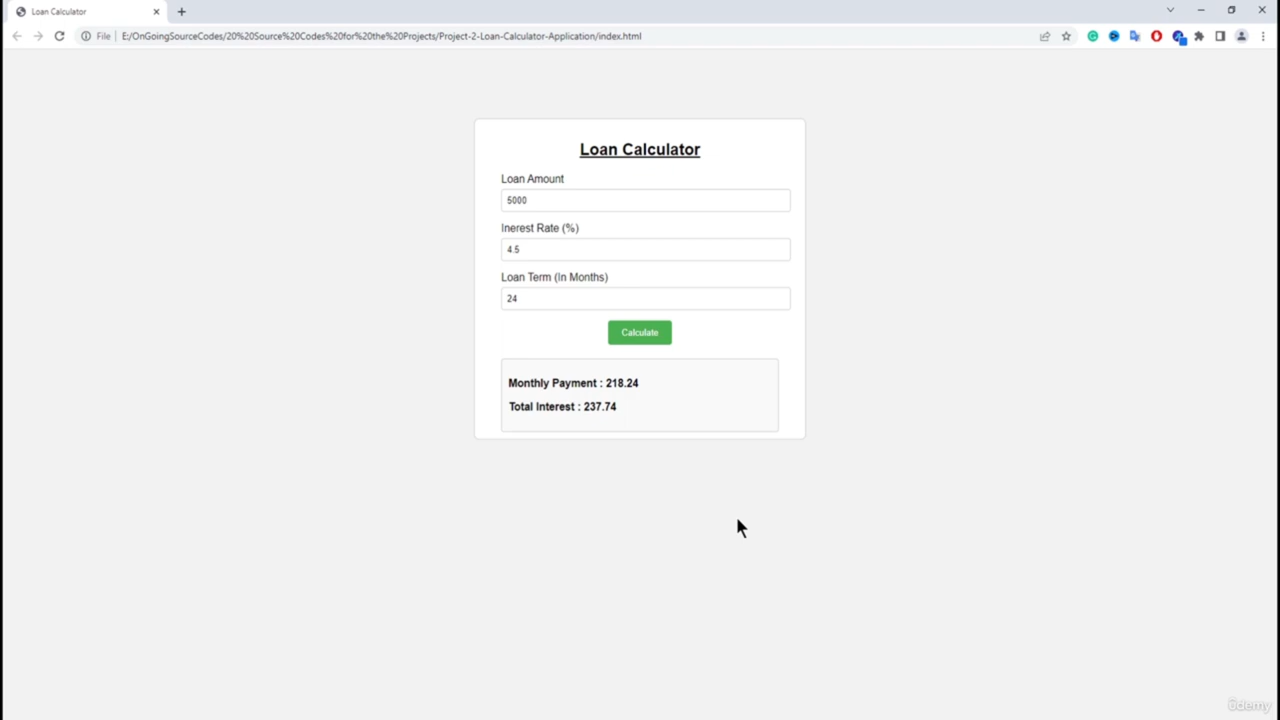 Loan Calculator
File
E:/OnGoingSourceCodes/20%20Source%20Codes%20for%20the%20Projects/Project-2-Loan-Calculator-Application/index.html
Loan Calculator
Loan Amount
5000
Inerest Rate (%)
4.5
Loan Term (In Months)
24
Calculate
Monthly Payment : 218.24
Total Interest : 237.74
ûdemy